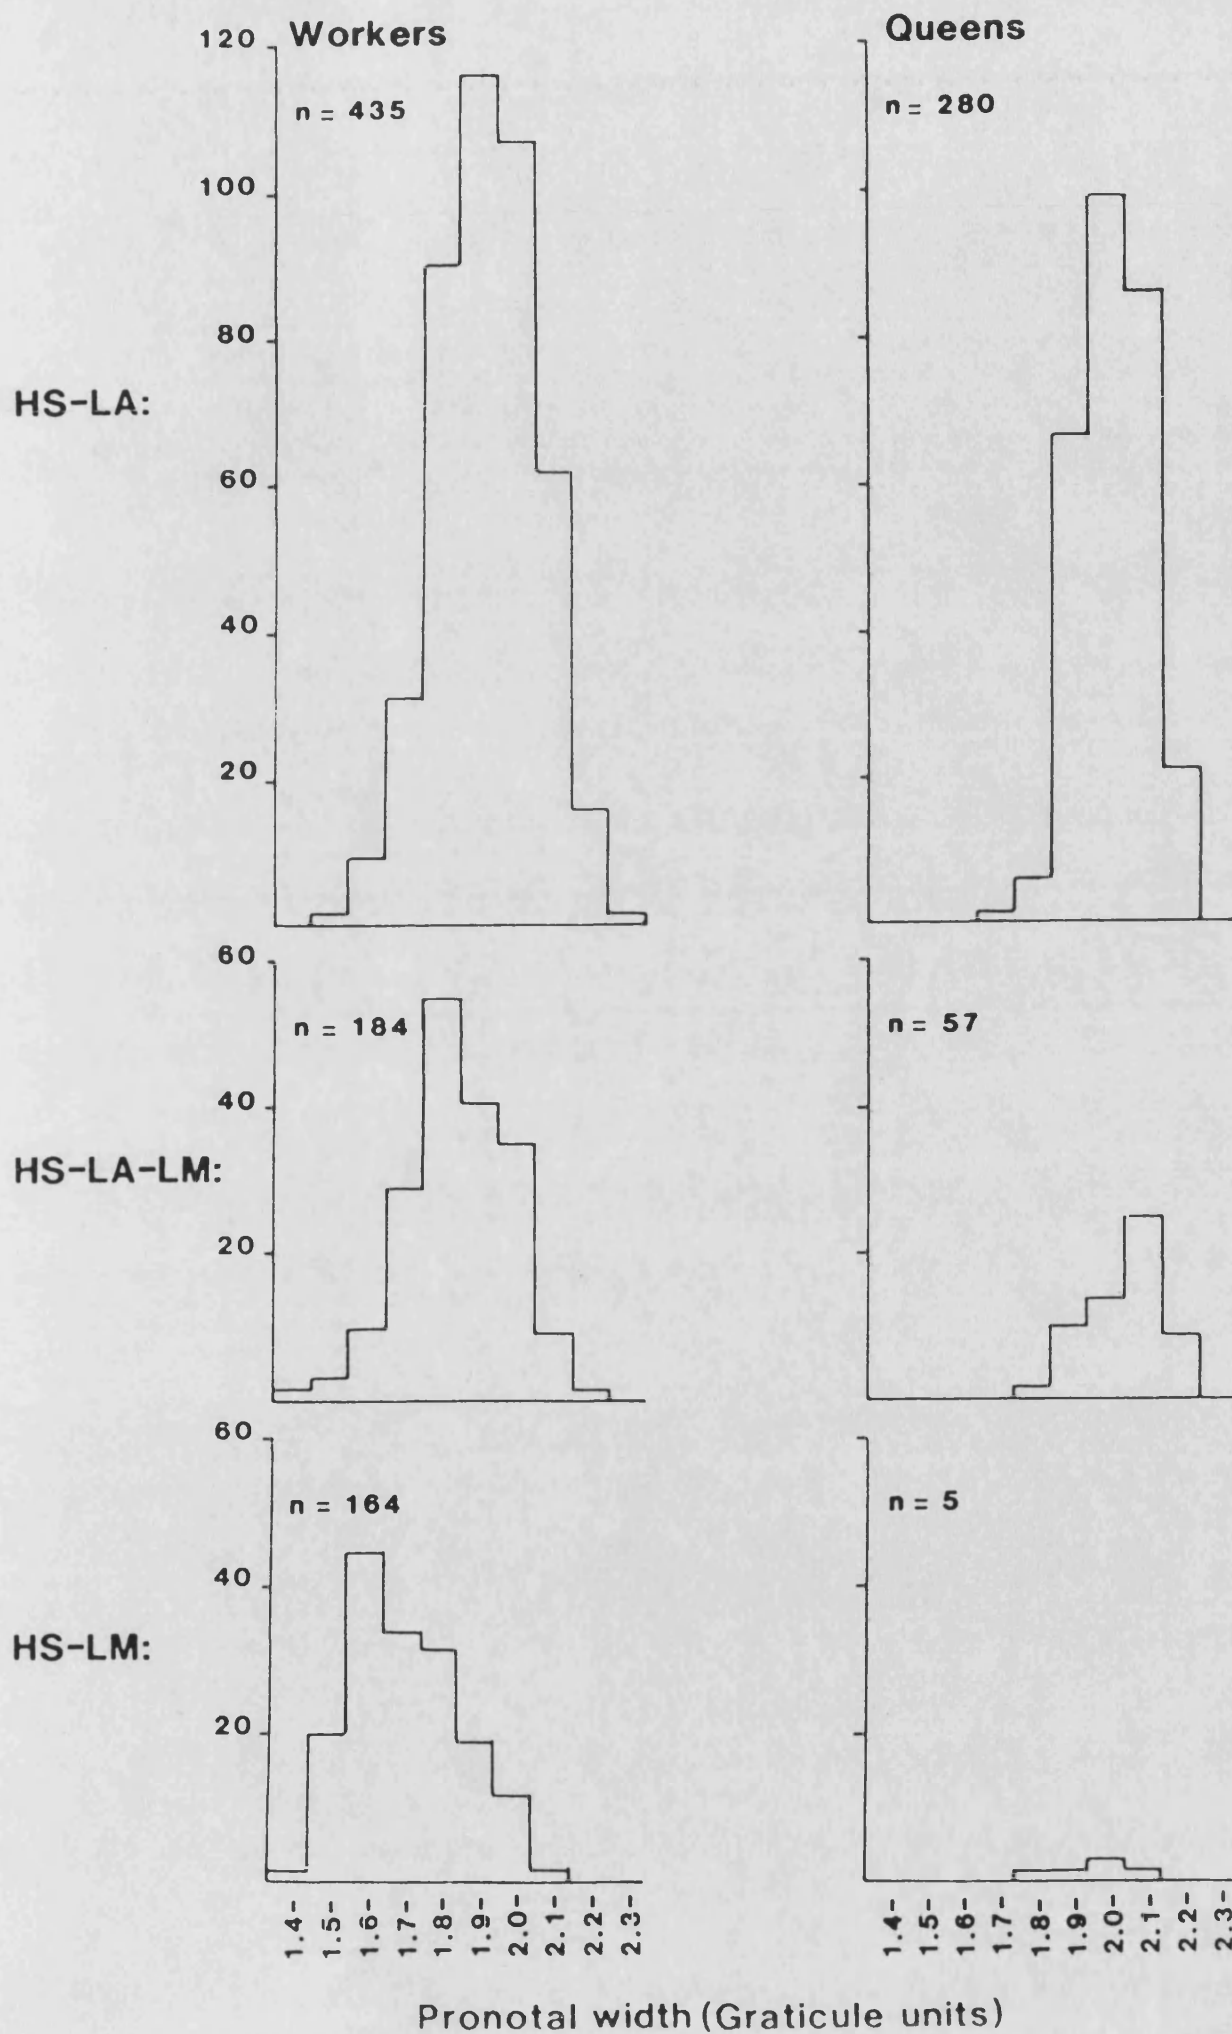 Workers
Queens
120
100
80
60
40
20
n = 435
n = 280
HS-LA:
60
40
20
n = 184
n = 57
HS-LA-LM:
60
40
20
n = 164
n = 5
HS-LM:
1.4- 1.5- 1.6- 1.7- 1.8- 1.9- 2.0- 2.1- 2.2- 2.3-
1.4- 1.5- 1.6- 1.7- 1.8- 1.9- 2.0- 2.1- 2.2- 2.3-
Pronotal width (Graticule units)